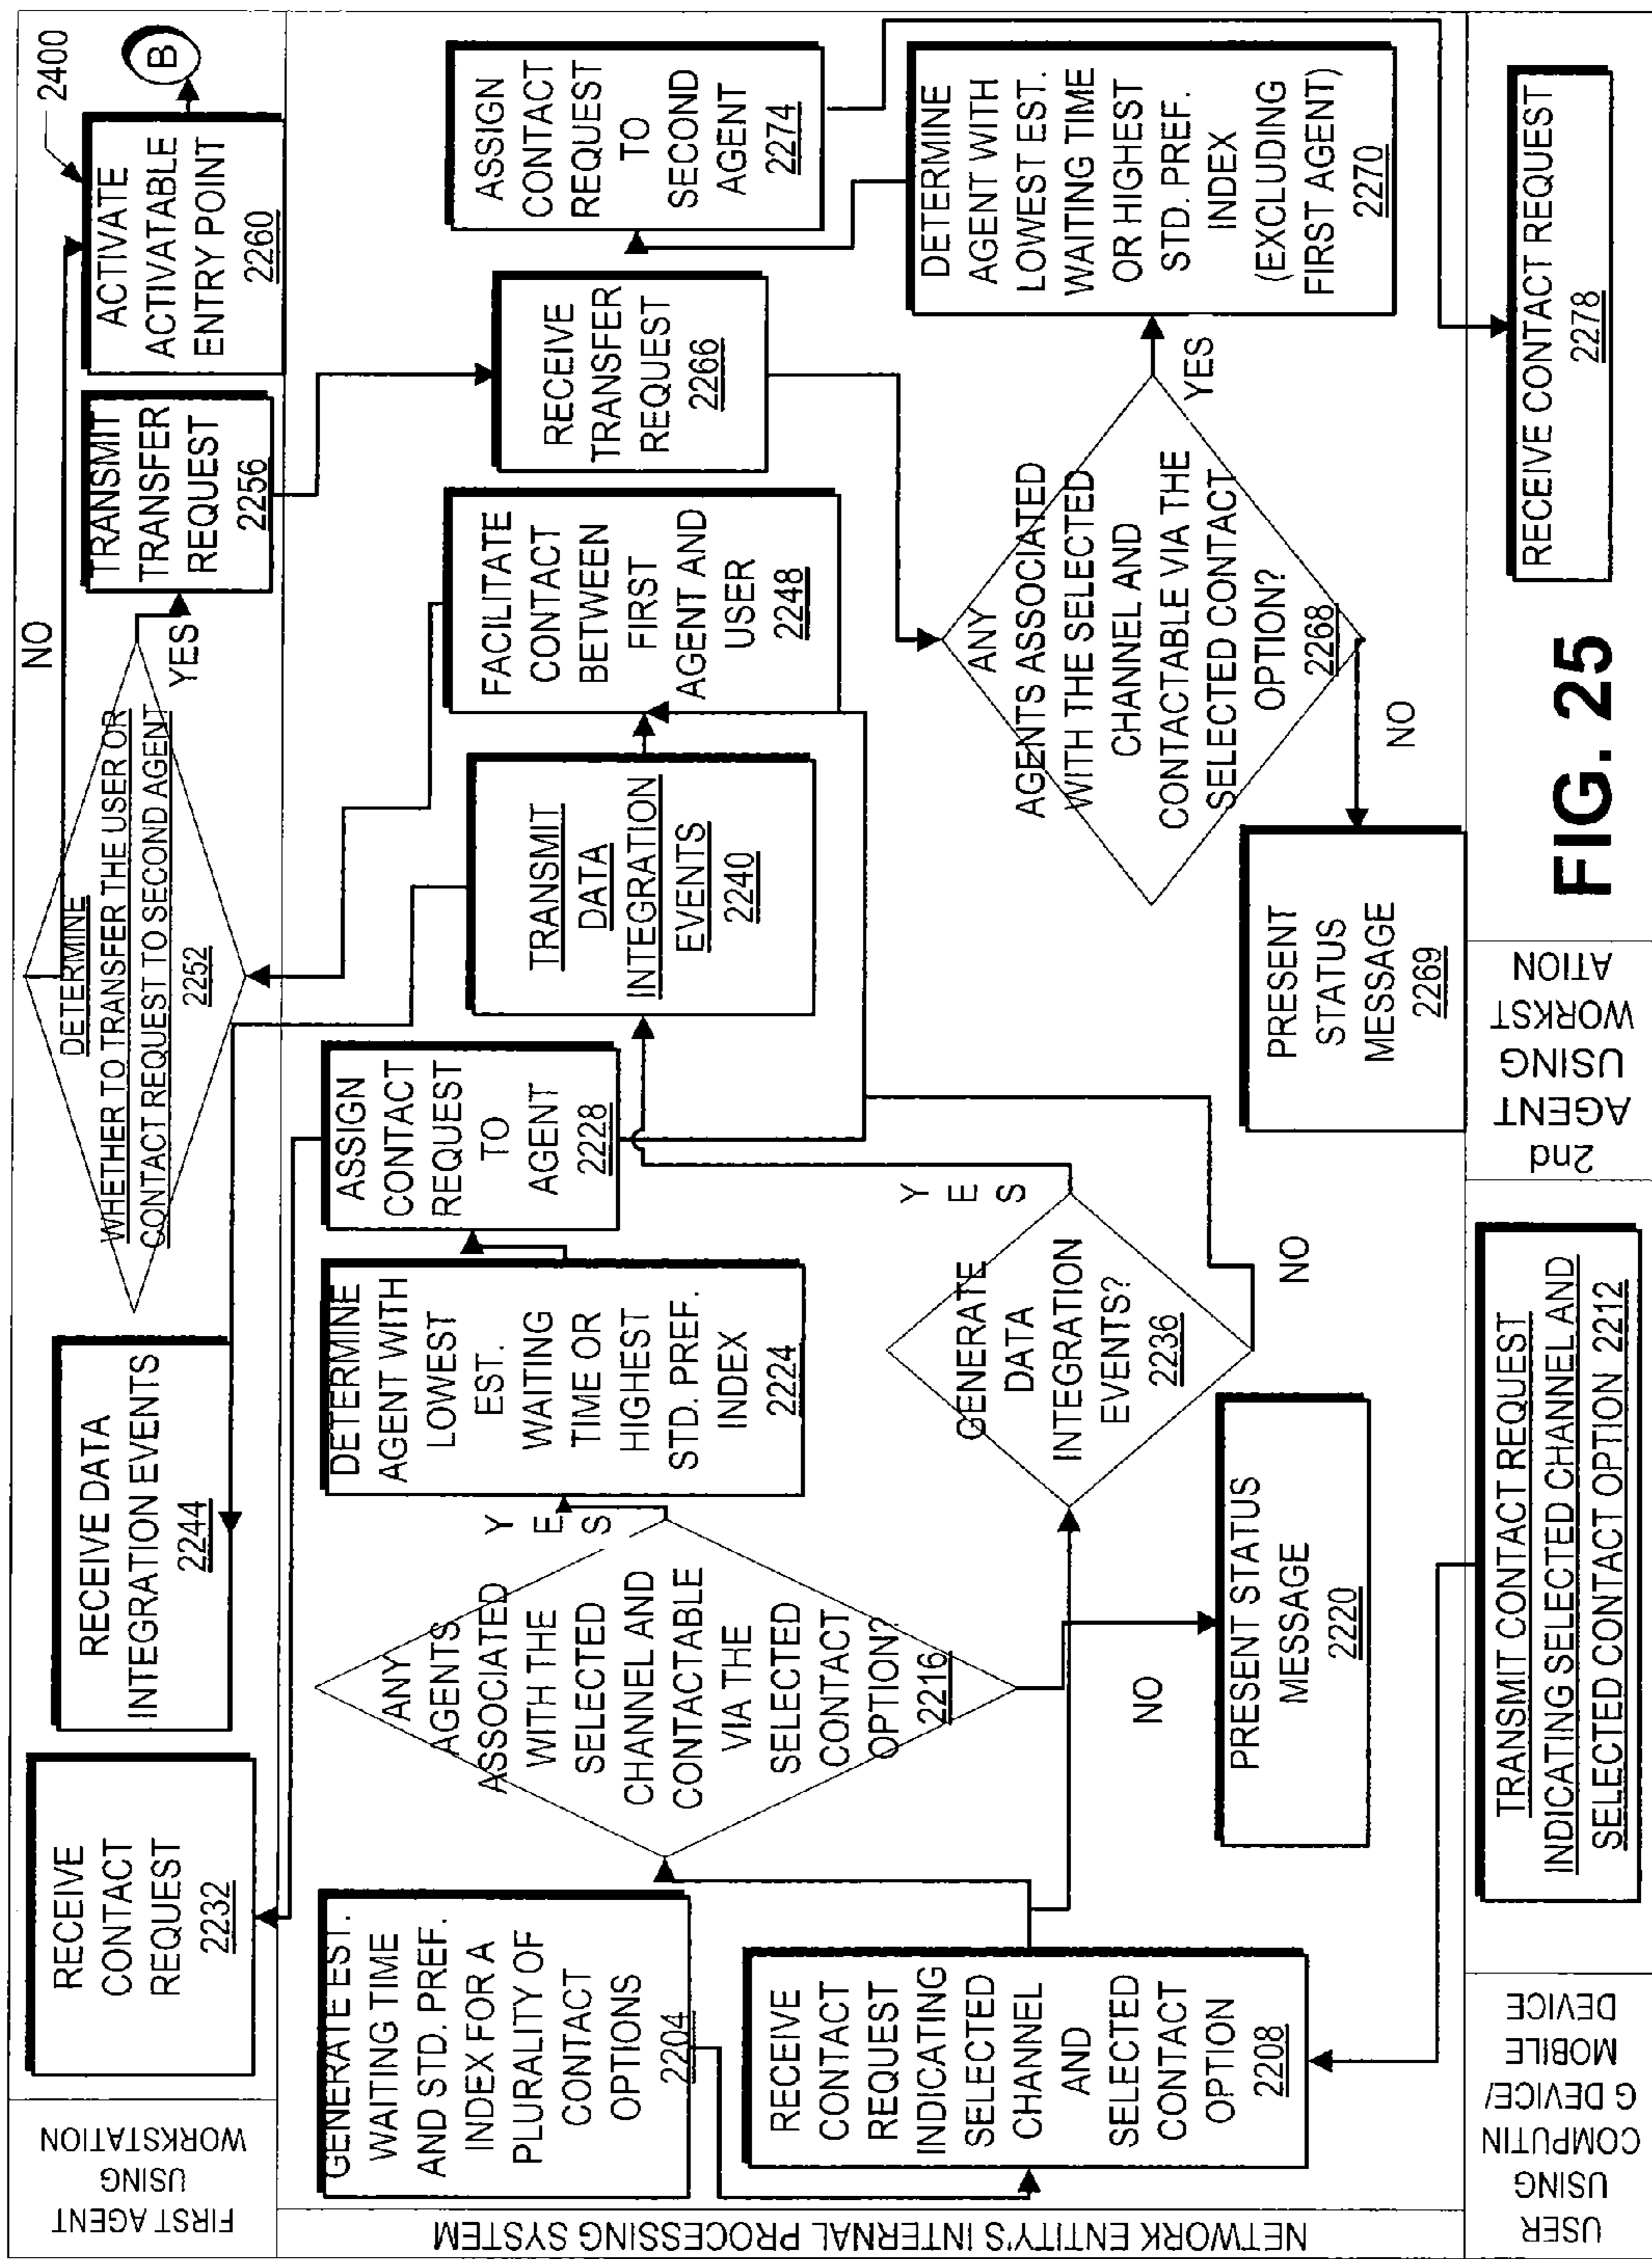 FIRST AGENT
USING
WORKSTATION
RECEIVE
CONTACT
REQUEST
2232
RECEIVE DATA
INTEGRATION EVENTS
2244
DETERMINE
WHETHER TO TRANSFER THE USER OR
CONTACT REQUEST TO SECOND AGENT
2252
NO
YES
TRANSMIT
TRANSFER
REQUEST
2256
ACTIVATE
ACTIVATABLE
ENTRY POINT
2260
2400
B
NETWORK ENTITY'S INTERNAL PROCESSING SYSTEM
GENERATE EST.
WAITING TIME
AND STD. PREF.
INDEX FOR A
PLURALITY OF
CONTACT
OPTIONS
2204
RECEIVE
CONTACT
REQUEST
INDICATING
SELECTED
CHANNEL
AND
SELECTED
CONTACT
OPTION
2208
ANY
AGENTS
ASSOCIATED
WITH THE
SELECTED
CHANNEL AND
CONTACTABLE
VIA THE
SELECTED
CONTACT
OPTION?
2216
Y
E
S
NO
PRESENT STATUS
MESSAGE
2220
DETERMINE
AGENT WITH
LOWEST
EST.
WAITING
TIME OR
HIGHEST
STD. PREF.
INDEX
2224
ASSIGN
CONTACT
REQUEST
TO
AGENT
2228
GENERATE
DATA
INTEGRATION
EVENTS?
2236
Y
E
S
NO
TRANSMIT
DATA
INTEGRATION
EVENTS
2240
FACILITATE
CONTACT
BETWEEN
FIRST
AGENT AND
USER
2248
RECEIVE
TRANSFER
REQUEST
2266
ANY
AGENTS ASSOCIATED
WITH THE SELECTED
CHANNEL AND
CONTACTABLE VIA THE
SELECTED CONTACT
OPTION?
2268
YES
NO
PRESENT
STATUS
MESSAGE
2269
DETERMINE
AGENT WITH
LOWEST EST.
WAITING TIME
OR HIGHEST
STD. PREF.
INDEX
(EXCLUDING
FIRST AGENT)
2270
ASSIGN
CONTACT
REQUEST
TO
SECOND
AGENT
2274
USER
USING
COMPUTIN
G DEVICE/
MOBILE
DEVICE
TRANSMIT CONTACT REQUEST
INDICATING SELECTED CHANNEL AND
SELECTED CONTACT OPTION 2212
2nd
AGENT
USING
WORKST
ATION
RECEIVE CONTACT REQUEST
2278
FIG. 25